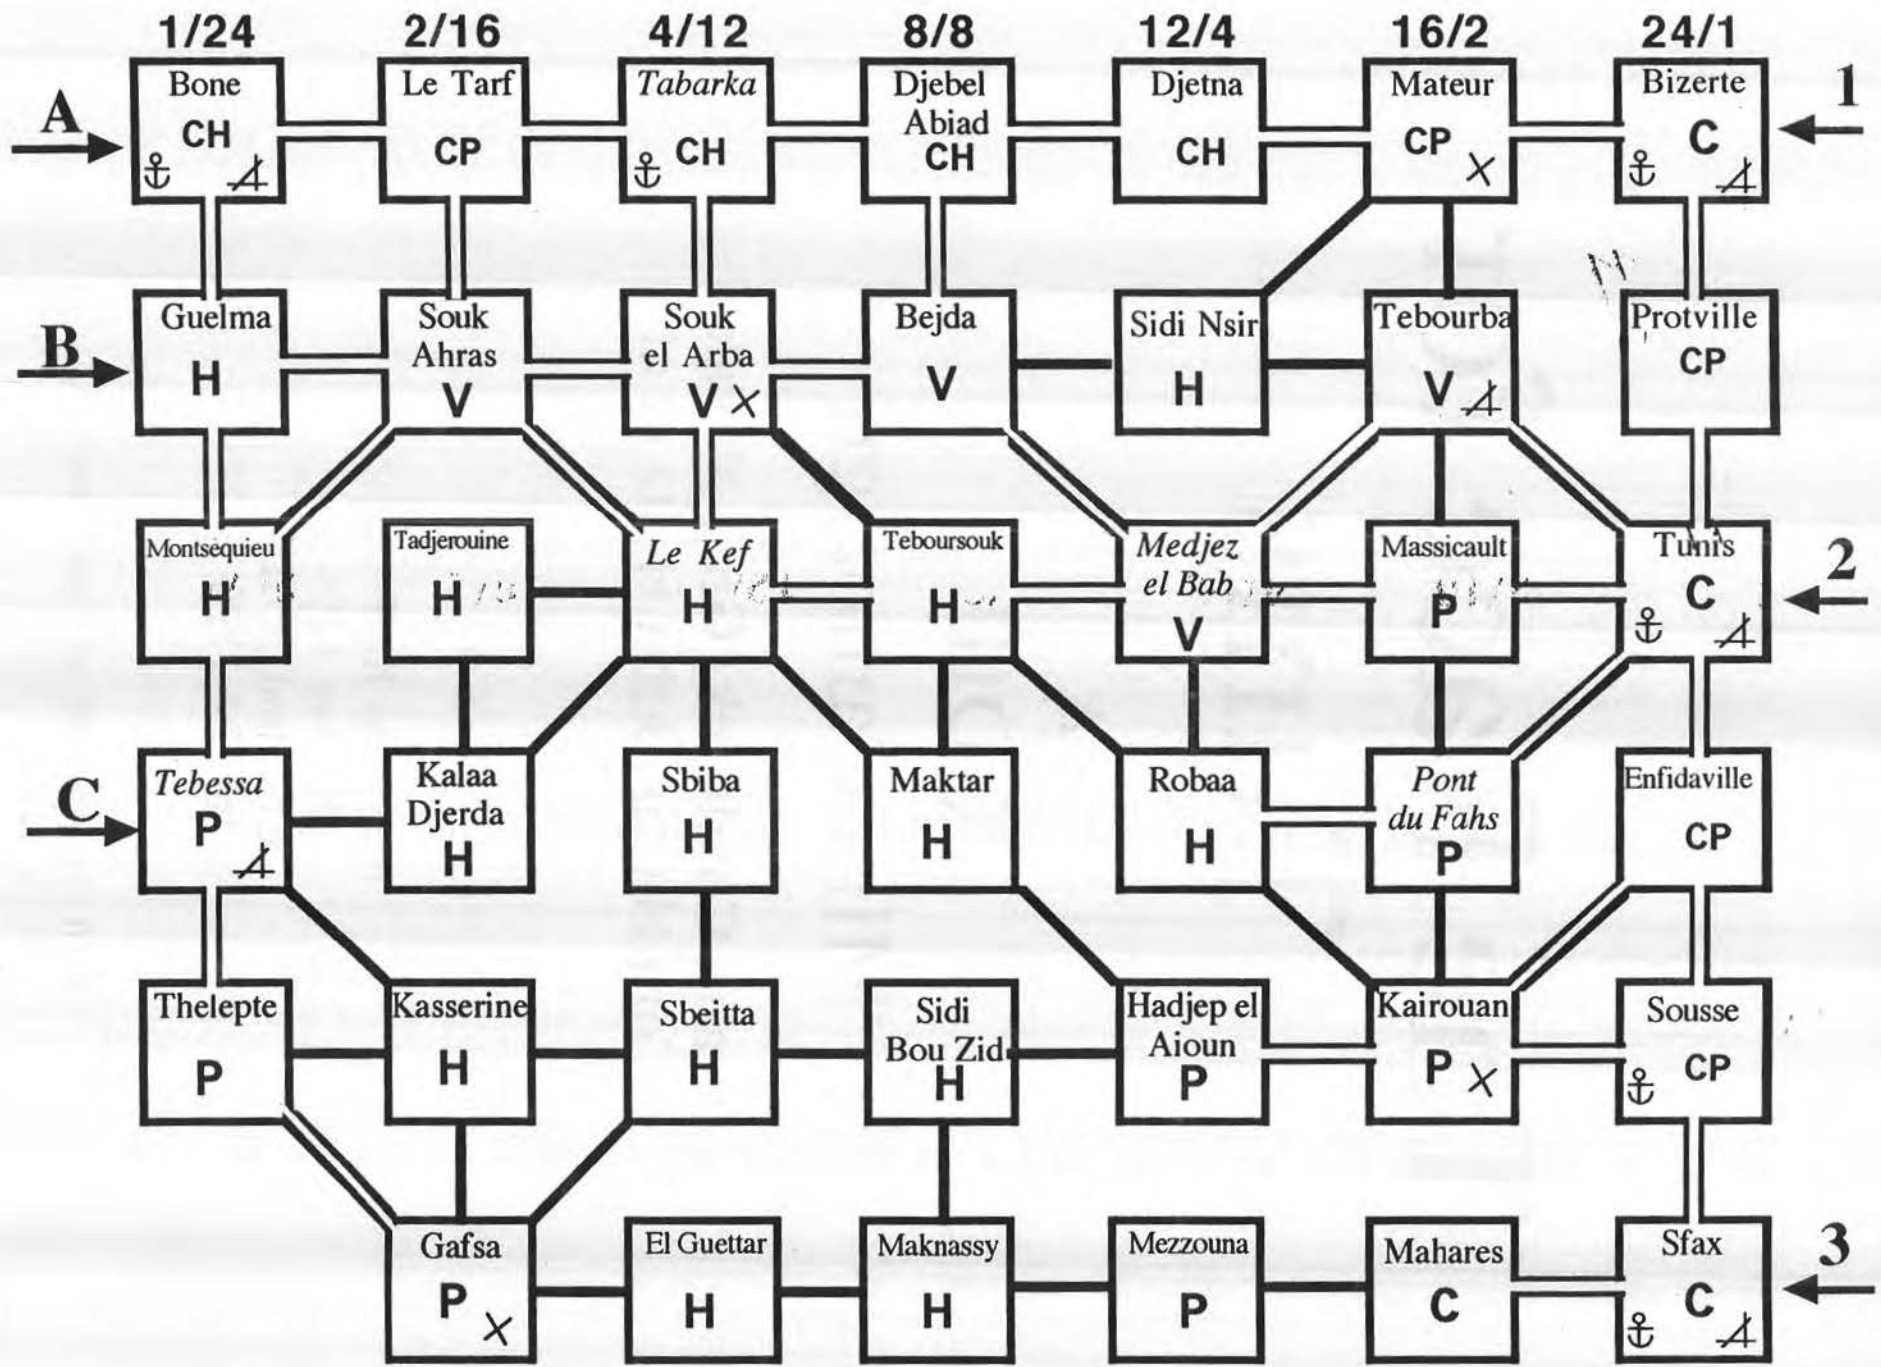 1/24 2/16 4/12 8/8 12/4 16/2 24/1
A
Bone
CH
Le Tarf
CP
Tabarka
CH
Djebel
Abiad
CH
Djetna
CH
Mateur
CP
Bizerte
C
1
B
Guelma
H
Souk
Ahras
V
Souk
el Arba
V
Bejda
V
Sidi Nsir
H
Tebourba
V
Protville
CP
Montsequieu
H
Tadjerouine
H
Le Kef
H
Teboursouk
H
Medjez
el Bab
V
Massicault
P
Tunis
C
2
C
Tebessa
P
Kalaa
Djerda
H
Sbiba
H
Maktar
H
Robaa
H
Pont
du Fahs
P
Enfidaville
CP
Thelepte
P
Kasserine
H
Sbeitta
H
Sidi
Bou Zid
H
Hadjep el
Aioun
P
Kairouan
P
Sousse
CP
Gafsa
P
El Guettar
H
Maknassy
H
Mezzouna
P
Mahares
C
Sfax
C
3